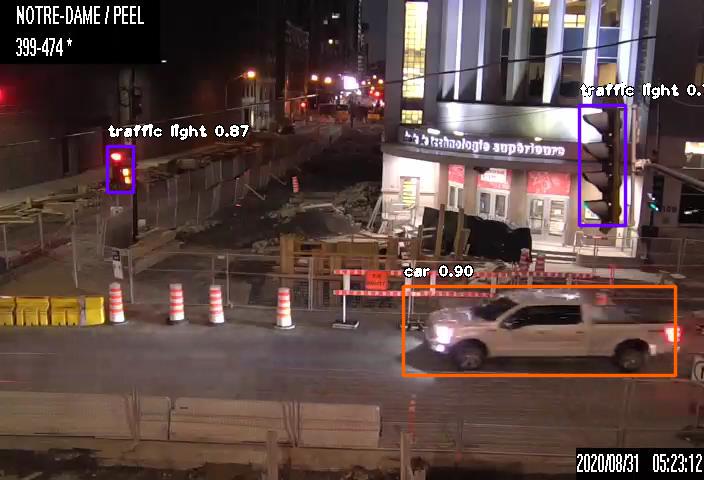 NOTRE-DAME / PEEL
399-474 *
traffic light 0.7
traffic light 0.87
technologie supérieure
car 0.90
2020/08/31 05:23:12